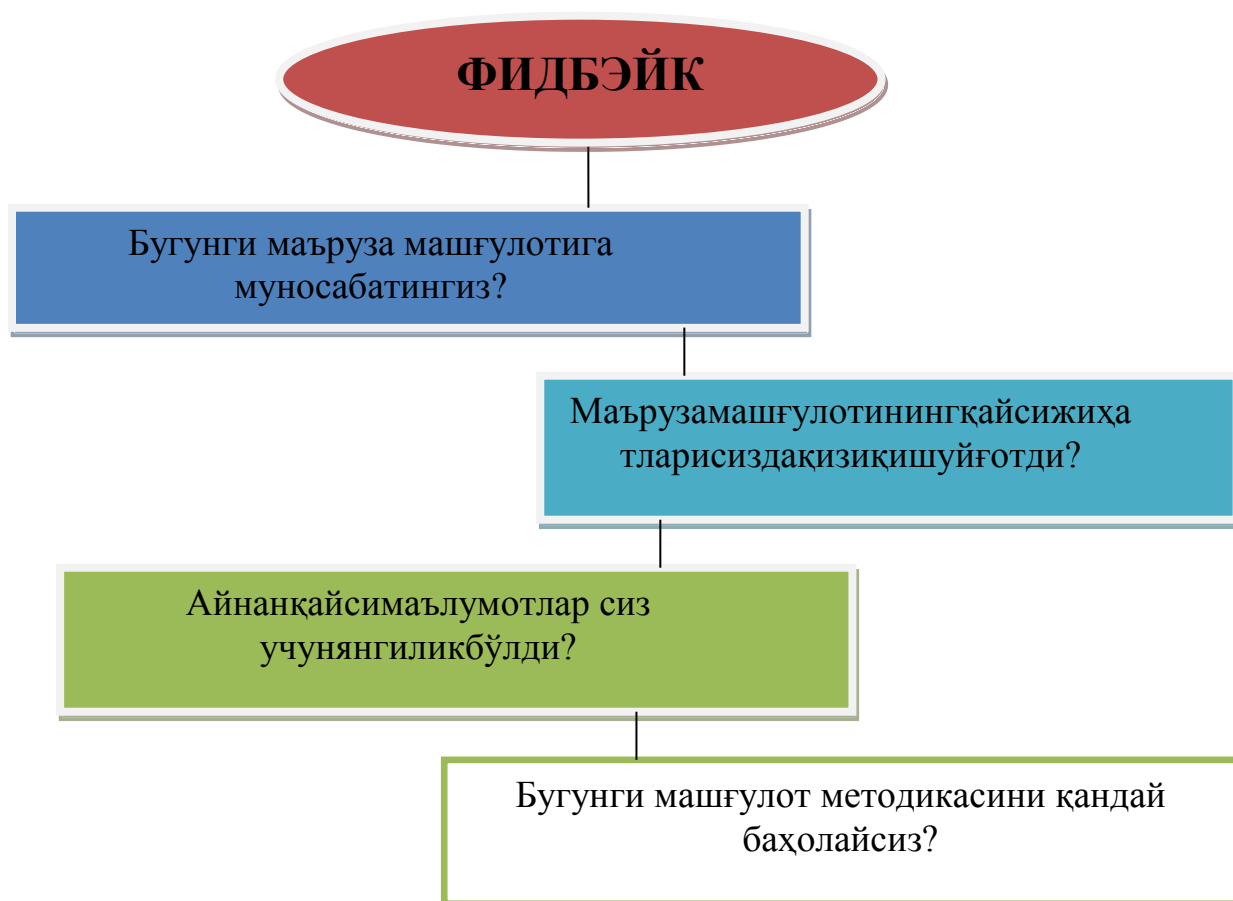 ФИДБЭЙК
Бугунги маъруза машғулотига
муносабатингиз?
Маърузамашғулотинингқайсижиҳа
тларисиздақизиқишуйғотди?
Айнанқайсимаълумотлар сиз
учунянгиликбўлди?
Бугунги машғулот методикасини қандай
баҳолайсиз?